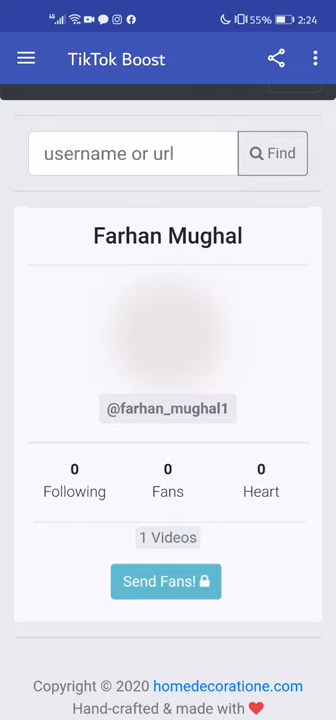 4G 55% 2:24
TikTok Boost
username or url Find
Farhan Mughal
@farhan_mughal1
0 0 0
Following Fans Heart
1 Videos
Send Fans!
Copyright © 2020 homedecoratione.com
Hand-crafted & made with